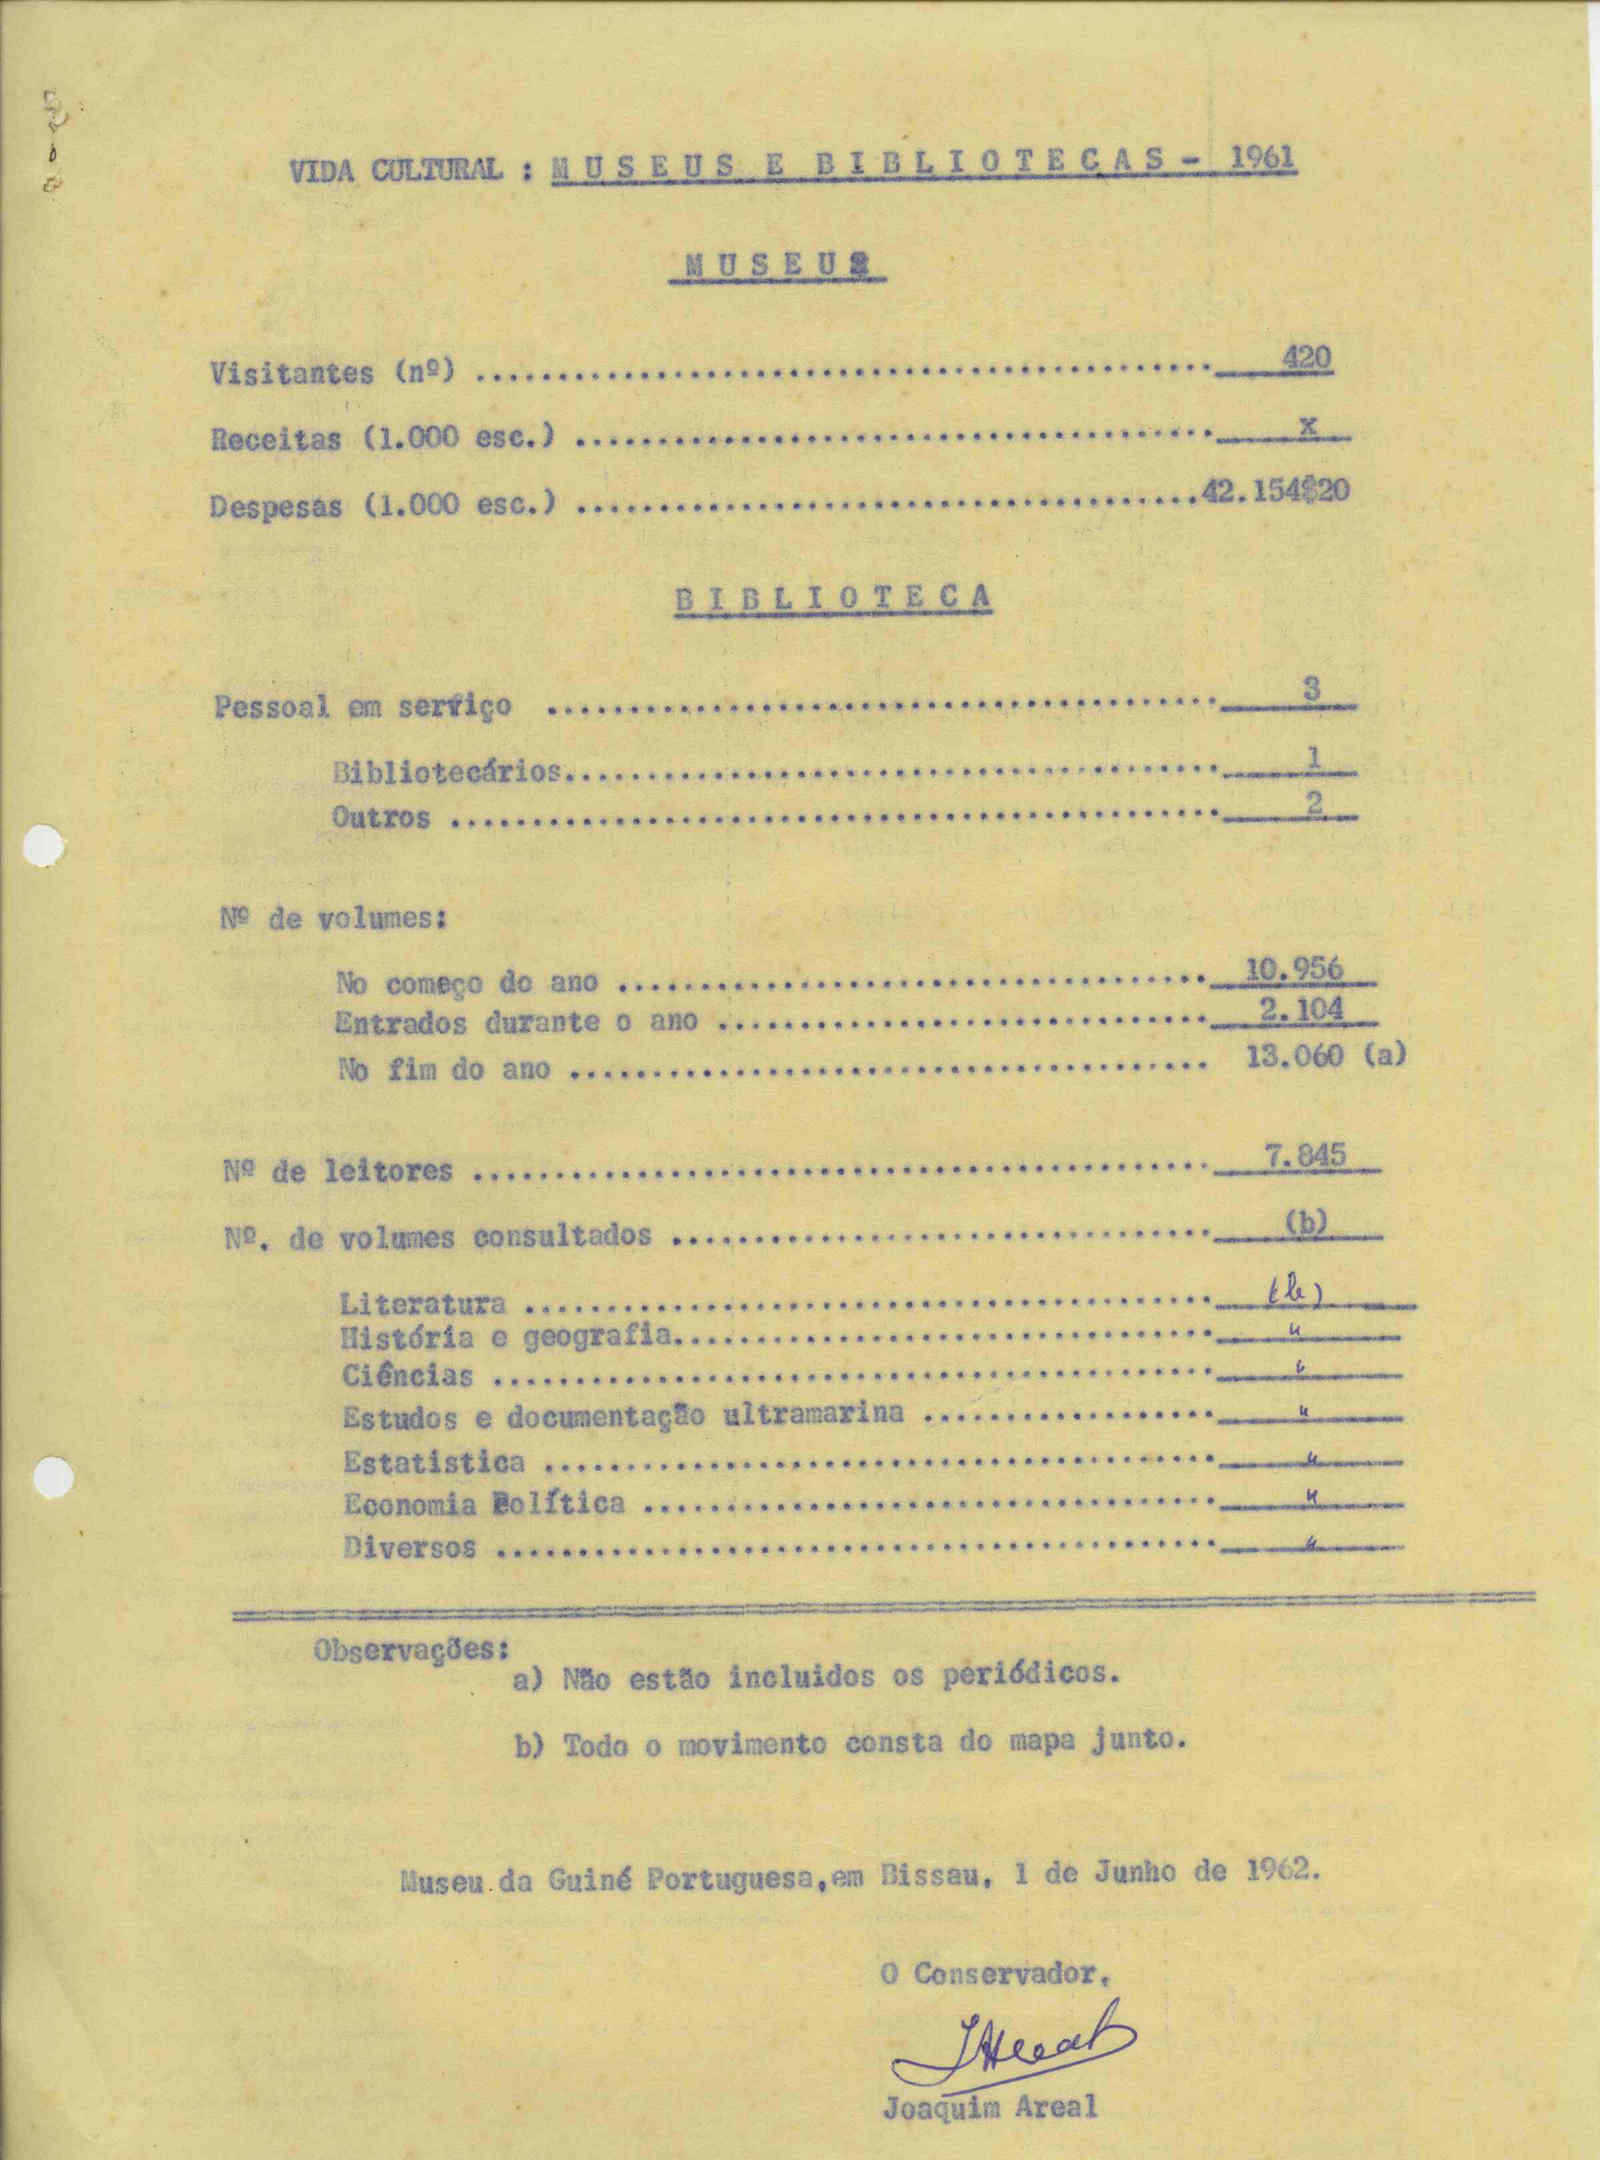 VIDA CULTURAL : M U S E U S E B I B L I O T E C A S - 1961
M U S E U
Visitantes (nº) ............................................. 420
Receitas (1.000 esc.) ....................................... x
Despesas (1.000 esc.) ......................................42.154$20
B I B L I O T E C A
Pessoal em serviço ......................................... 3
Bibliotecários........................................ 1
Outros ............................................... 2
Nº de volumes:
No começo do ano .................................... 10.956
Entrados durante o ano .............................. 2.104
No fim do ano ....................................... 13.060 (a)
Nº de leitores ............................................. 7.845
Nº. de volumes consultados ................................. (b)
Literatura .......................................... (b)
História e geografia................................. "
Ciências ............................................ "
Estudos e documentação ultramarina .................. "
Estatistica ......................................... "
Economia Política ................................... "
Diversos ............................................ "
Observações:
a) Não estão incluidos os periódicos.
b) Todo o movimento consta do mapa junto.
Museu da Guiné Portuguesa,em Bissau, 1 de Junho de 1962.
O Conservador,
JAreal
Joaquim Areal